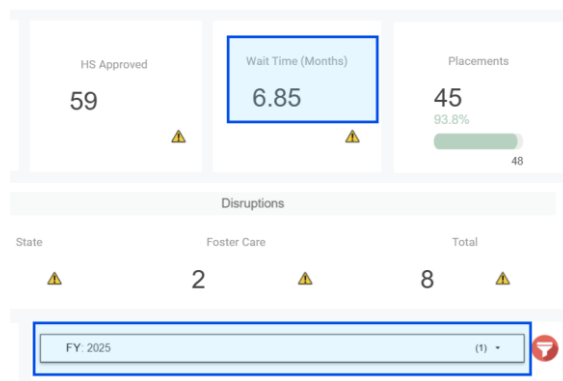 HS Approved
59
Wait Time (Months)
6.85
Placements
45
93.8%
48
Disruptions
State
Foster Care
Total
2
8
FY: 2025 (1)